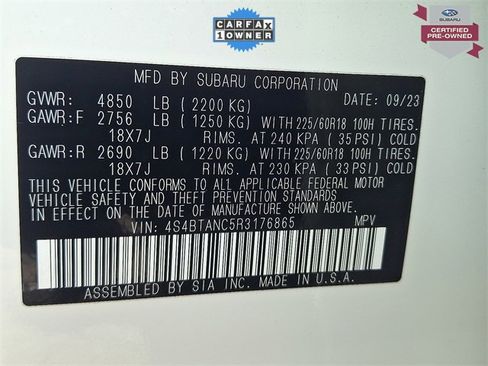 CARFAX
1 OWNER
SUBARU
CERTIFIED
PRE-OWNED
MFD BY SUBARU CORPORATION
GVWR: 4850 LB (2200 KG) DATE: 09/23
GAWR:F 2756 LB (1250 KG) WITH 225/60R18 100H TIRES.
18X7J RIMS. AT 240 KPA (35 PSI) COLD
GAWR:R 2690 LB (1220 KG) WITH 225/60R18 100H TIRES.
18X7J RIMS. AT 230 KPA (33 PSI) COLD
THIS VEHICLE CONFORMS TO ALL APPLICABLE FEDERAL MOTOR
VEHICLE SAFETY AND THEFT PREVENTION STANDARDS
IN EFFECT ON THE DATE OF MANUFACTURE SHOWN ABOVE.
VIN: 4S4BTANC5R3176865 MPV
ASSEMBLED BY SIA INC. MADE IN U.S.A.